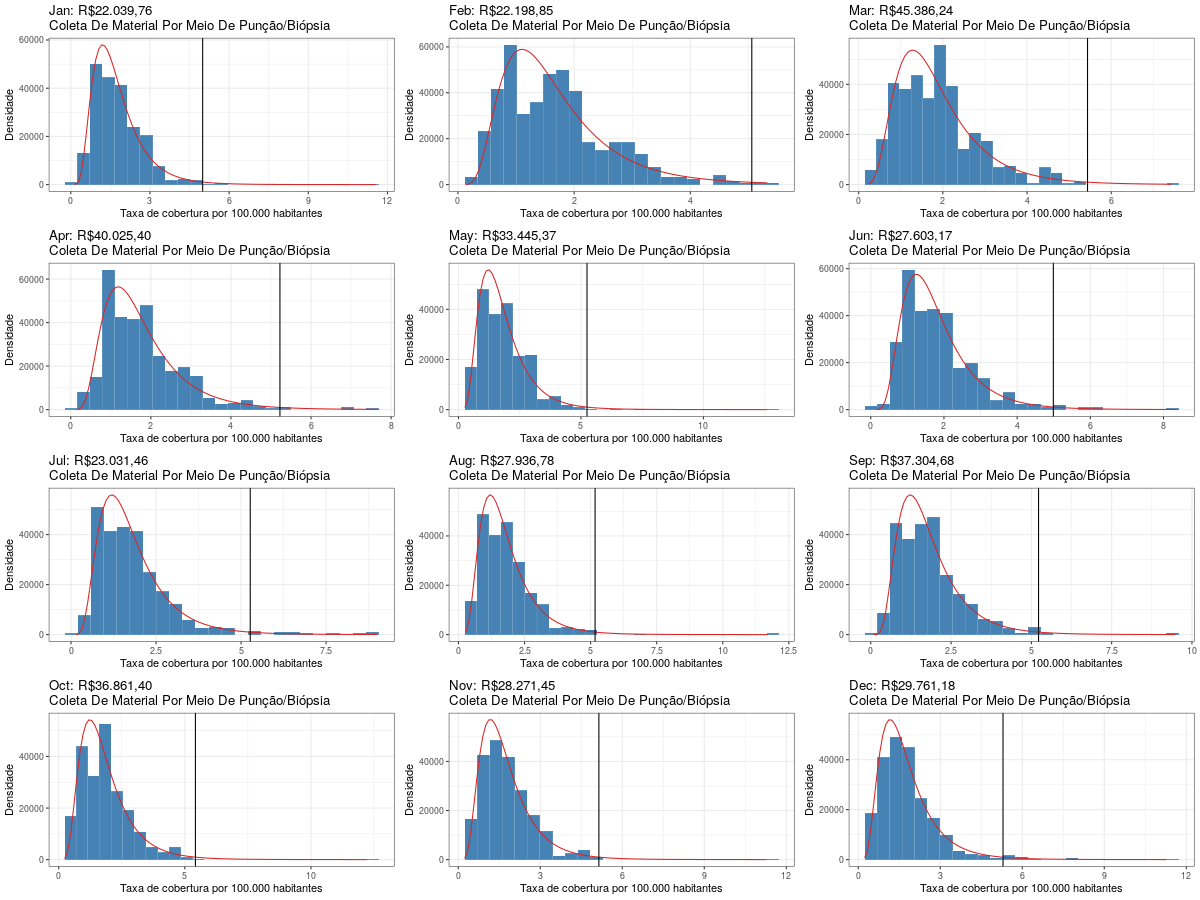 Jan: R$22.039,76
Coleta De Material Por Meio De Punção/Biópsia
Densidade
60000
40000
20000
0
0 3 6 9 12
Taxa de cobertura por 100.000 habitantes
Feb: R$22.198,85
Coleta De Material Por Meio De Punção/Biópsia
Densidade
60000
40000
20000
0
0 2 4
Taxa de cobertura por 100.000 habitantes
Mar: R$45.386,24
Coleta De Material Por Meio De Punção/Biópsia
Densidade
40000
20000
0
0 2 4 6
Taxa de cobertura por 100.000 habitantes
Apr: R$40.025,40
Coleta De Material Por Meio De Punção/Biópsia
Densidade
60000
40000
20000
0
0 2 4 6 8
Taxa de cobertura por 100.000 habitantes
May: R$33.445,37
Coleta De Material Por Meio De Punção/Biópsia
Densidade
40000
20000
0
0 5 10
Taxa de cobertura por 100.000 habitantes
Jun: R$27.603,17
Coleta De Material Por Meio De Punção/Biópsia
Densidade
60000
40000
20000
0
0 2 4 6 8
Taxa de cobertura por 100.000 habitantes
Jul: R$23.031,46
Coleta De Material Por Meio De Punção/Biópsia
Densidade
40000
20000
0
0 2.5 5 7.5
Taxa de cobertura por 100.000 habitantes
Aug: R$27.936,78
Coleta De Material Por Meio De Punção/Biópsia
Densidade
40000
20000
0
0 2.5 5 7.5 10 12.5
Taxa de cobertura por 100.000 habitantes
Sep: R$37.304,68
Coleta De Material Por Meio De Punção/Biópsia
Densidade
40000
20000
0
0 2.5 5 7.5 10
Taxa de cobertura por 100.000 habitantes
Oct: R$36.861,40
Coleta De Material Por Meio De Punção/Biópsia
Densidade
40000
20000
0
0 5 10
Taxa de cobertura por 100.000 habitantes
Nov: R$28.271,45
Coleta De Material Por Meio De Punção/Biópsia
Densidade
40000
20000
0
0 3 6 9 12
Taxa de cobertura por 100.000 habitantes
Dec: R$29.761,18
Coleta De Material Por Meio De Punção/Biópsia
Densidade
40000
20000
0
0 3 6 9 12
Taxa de cobertura por 100.000 habitantes